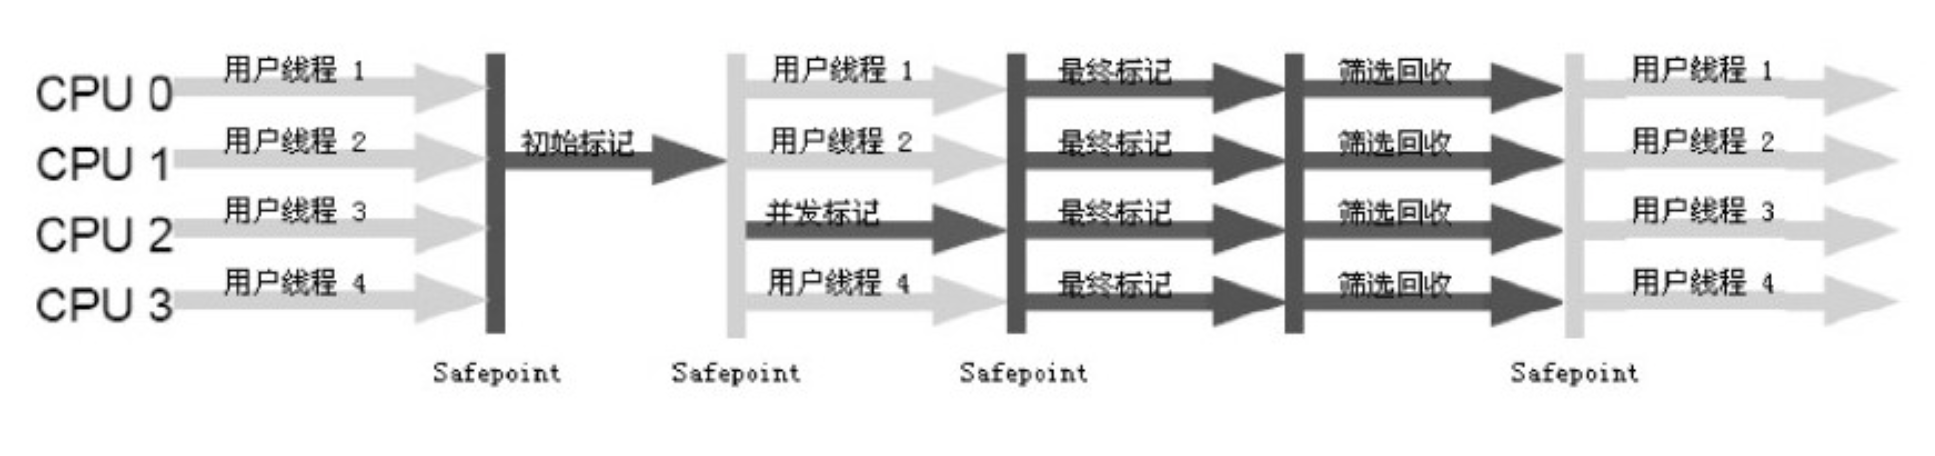 CPU 0 用户线程 1 用户线程 1 最终标记 筛选回收 用户线程 1
CPU 1 用户线程 2 初始标记 用户线程 2 最终标记 筛选回收 用户线程 2
CPU 2 用户线程 3 并发标记 最终标记 筛选回收 用户线程 3
CPU 3 用户线程 4 用户线程 4 最终标记 筛选回收 用户线程 4
Safepoint Safepoint Safepoint Safepoint